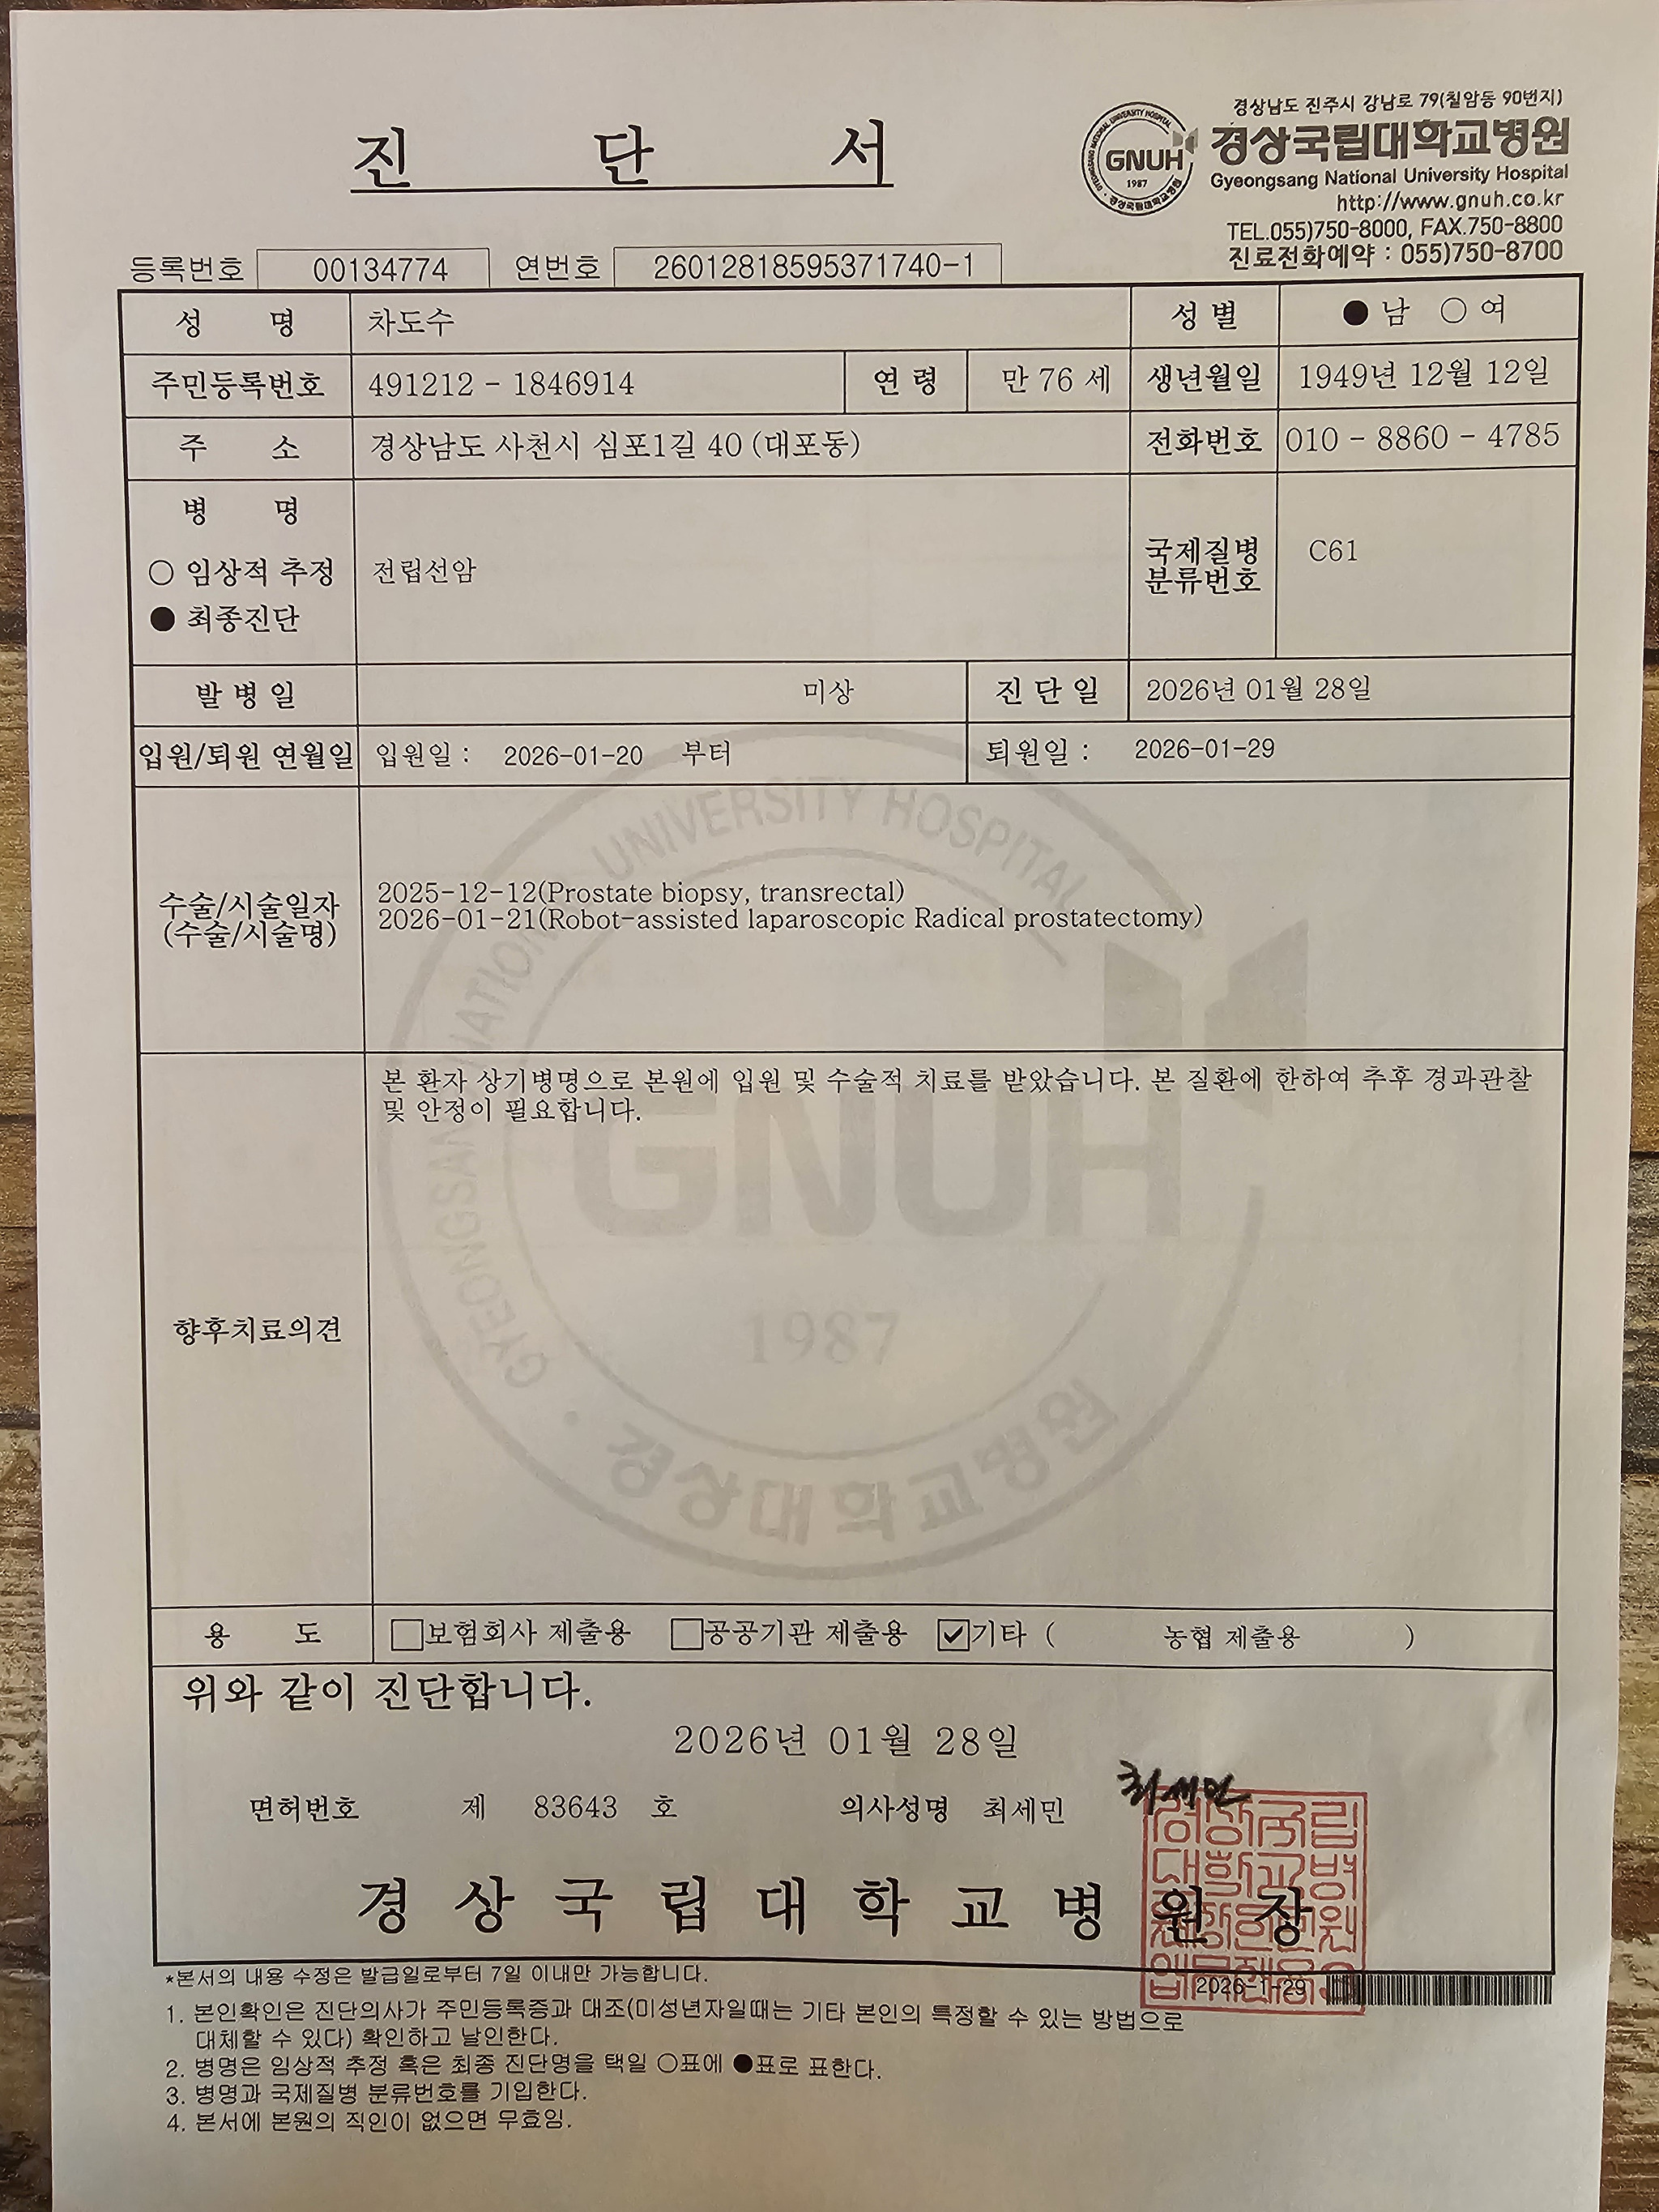 진 단 서
경상남도 진주시 강남로 79(칠암동 90번지)
경상국립대학교병원
Gyeongsang National University Hospital
http://www.gnuh.co.kr
TEL.055)750-8000, FAX.750-8800
진료전화예약 : 055)750-8700
GNUH
1987
등록번호 00134774 연번호 26012818595371740-1
성 명 차도수 성 별 ● 남 ○ 여
주민등록번호 491212 - 1846914 연 령 만 76 세 생년월일 1949년 12월 12일
주 소 경상남도 사천시 심포1길 40 (대포동) 전화번호 010 - 8860 - 4785
병 명
○ 임상적 추정 전립선암 국제질병 분류번호 C61
● 최종진단
발 병 일 미상 진 단 일 2026년 01월 28일
입원/퇴원 연월일 입원일 : 2026-01-20 부터 퇴원일 : 2026-01-29
수술/시술일자
(수술/시술명)
2025-12-12(Prostate biopsy, transrectal)
2026-01-21(Robot-assisted laparoscopic Radical prostatectomy)
향후치료의견
본 환자 상기병명으로 본원에 입원 및 수술적 치료를 받았습니다. 본 질환에 한하여 추후 경과관찰
및 안정이 필요합니다.
GYEONGSANG NATIONAL UNIVERSITY HOSPITAL
GNUH
1987
경상대학교병원
용 도 □보험회사 제출용 □공공기관 제출용 ☑기타 ( 농협 제출용 )
위와 같이 진단합니다.
2026년 01월 28일
면허번호 제 83643 호 의사성명 최세민 최세민
경 상 국 립 대 학 교 병 원 장
*본서의 내용 수정은 발급일로부터 7일 이내만 가능합니다.
2026-1-29
1. 본인확인은 진단의사가 주민등록증과 대조(미성년자일때는 기타 본인의 특정할 수 있는 방법으로
대체할 수 있다) 확인하고 날인한다.
2. 병명은 임상적 추정 혹은 최종 진단명을 택일 ○표에 ●표로 표한다.
3. 병명과 국제질병 분류번호를 기입한다.
4. 본서에 본원의 직인이 없으면 무효임.